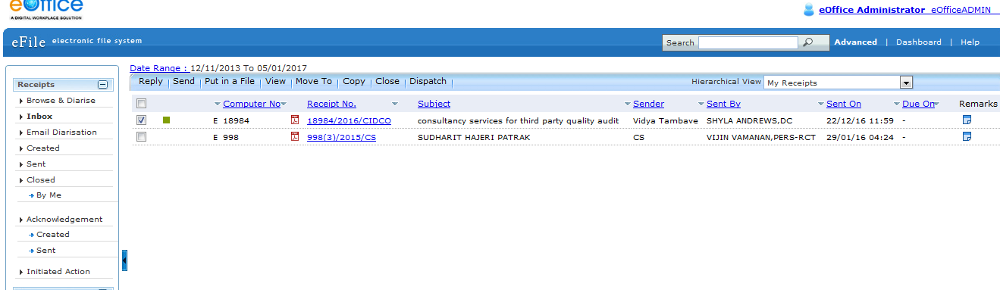 eOffice
A DIGITAL WORKPLACE SOLUTION
eOffice Administrator eOfficeADMIN
eFile electronic file system
Search Advanced | Dashboard | Help
Date Range : 12/11/2013 To 05/01/2017
Reply Send Put in a File View Move To Copy Close Dispatch Hierarchical View My Receipts
Computer No Receipt No. Subject Sender Sent By Sent On Due On Remarks
E 18984 18984/2016/CIDCO consultancy services for third party quality audit Vidya Tambave SHYLA ANDREWS,DC 22/12/16 11:59 -
E 998 998(3)/2015/CS SUDHARIT HAJERI PATRAK CS VIJIN VAMANAN,PERS-RCT 29/01/16 04:24 -
Receipts
Browse & Diarise
Inbox
Email Diarisation
Created
Sent
Closed
By Me
Acknowledgement
Created
Sent
Initiated Action